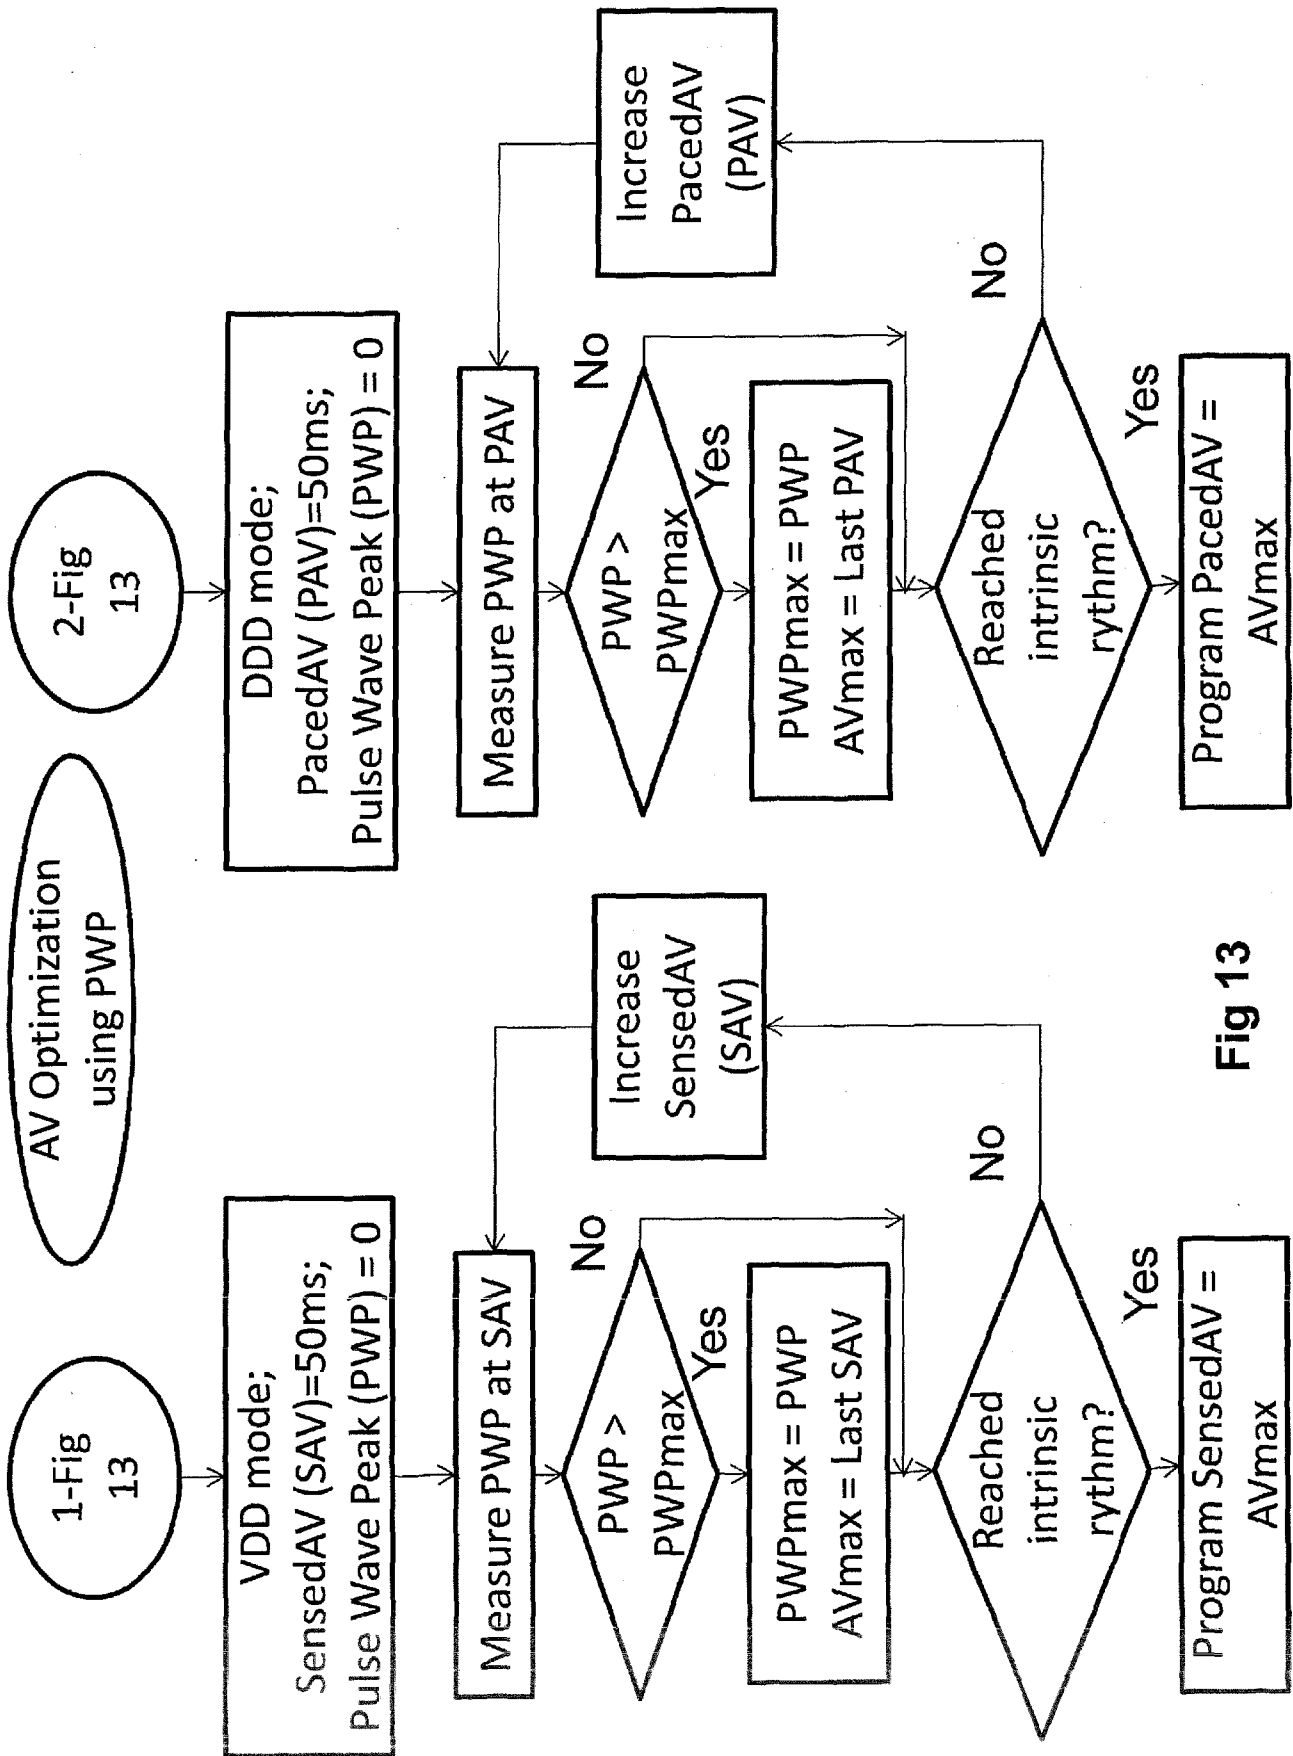 AV Optimization
using PWP
1-Fig
13
VDD mode;
SensedAV (SAV)=50ms;
Pulse Wave Peak (PWP) = 0
Measure PWP at SAV
PWP >
PWPmax
No
Yes
PWPmax = PWP
AVmax = Last SAV
Increase
SensedAV
(SAV)
Reached
intrinsic
rythm?
No
Yes
Program SensedAV =
AVmax
2-Fig
13
DDD mode;
PacedAV (PAV)=50ms;
Pulse Wave Peak (PWP) = 0
Measure PWP at PAV
PWP >
PWPmax
No
Yes
PWPmax = PWP
AVmax = Last PAV
Increase
PacedAV
(PAV)
Reached
intrinsic
rythm?
No
Yes
Program PacedAV =
AVmax
Fig 13